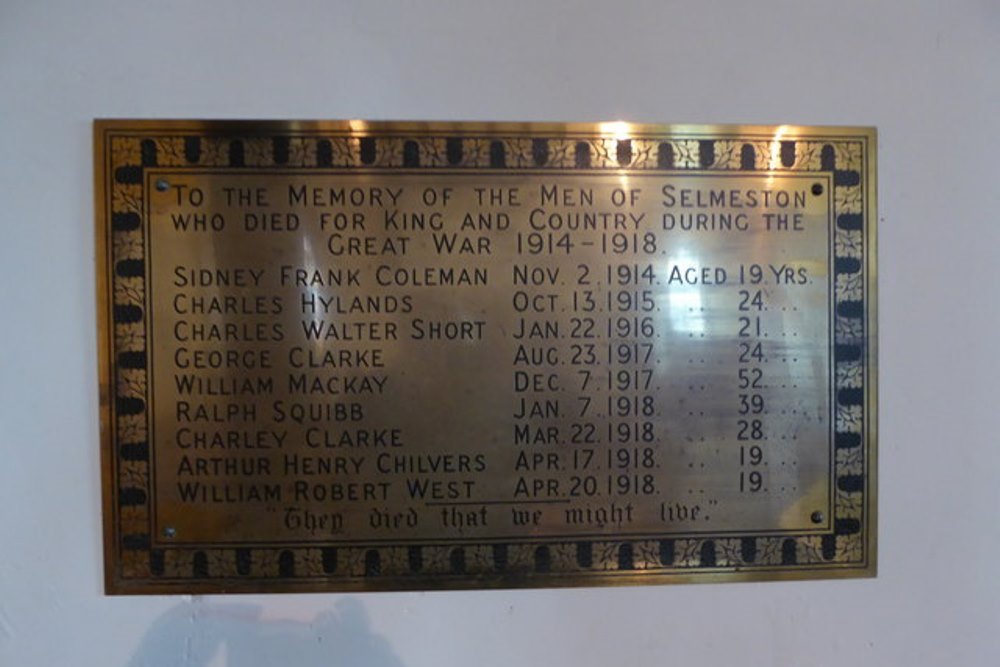 To the Memory of the Men of Selmeston
who died for King and Country during the
Great War 1914-1918.
Sidney Frank Coleman Nov. 2. 1914. Aged 19. Yrs.
Charles Hylands Oct. 13. 1915. .. 24. ..
Charles Walter Short Jan. 22. 1916. .. 21. ..
George Clarke Aug. 23. 1917. .. 24. ..
William Mackay Dec. 7. 1917. .. 52. ..
Ralph Squibb Jan. 7. 1918. .. 39. ..
Charley Clarke Mar. 22. 1918. .. 28. ..
Arthur Henry Chilvers Apr. 17. 1918. .. 19. ..
William Robert West Apr. 20. 1918. .. 19. ..
"They died that we might live."